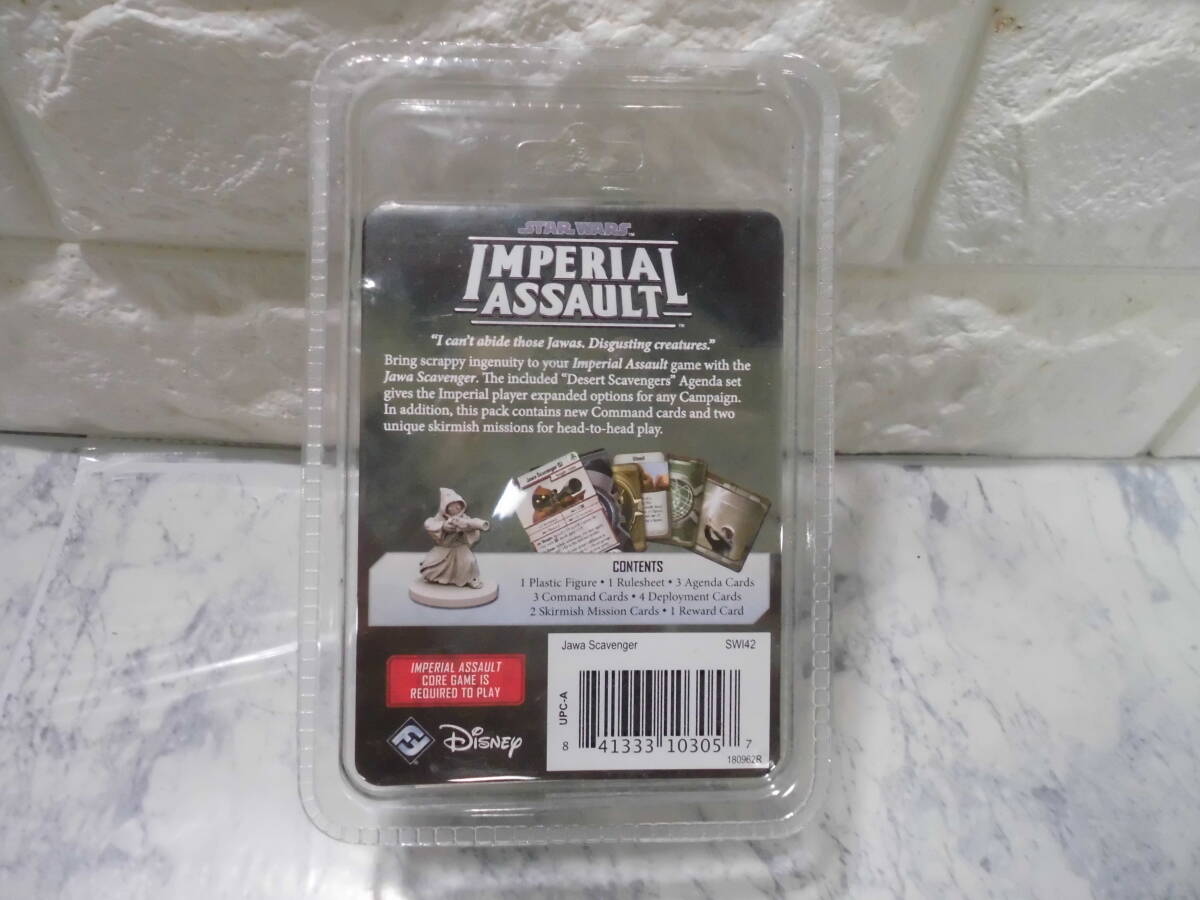 STAR WARS™
IMPERIAL
ASSAULT™
"I can't abide those Jawas. Disgusting creatures."
Bring scrappy ingenuity to your Imperial Assault game with the
Jawa Scavenger. The included "Desert Scavengers" Agenda set
gives the Imperial player expanded options for any Campaign.
In addition, this pack contains new Command cards and two
unique skirmish missions for head-to-head play.
Jawa Scavenger
CONTENTS
1 Plastic Figure • 1 Rulesheet • 3 Agenda Cards
3 Command Cards • 4 Deployment Cards
2 Skirmish Mission Cards • 1 Reward Card
IMPERIAL ASSAULT
CORE GAME IS
REQUIRED TO PLAY
Disney
Jawa Scavenger SWI42
UPC-A
8 41333 10305 7
180962R